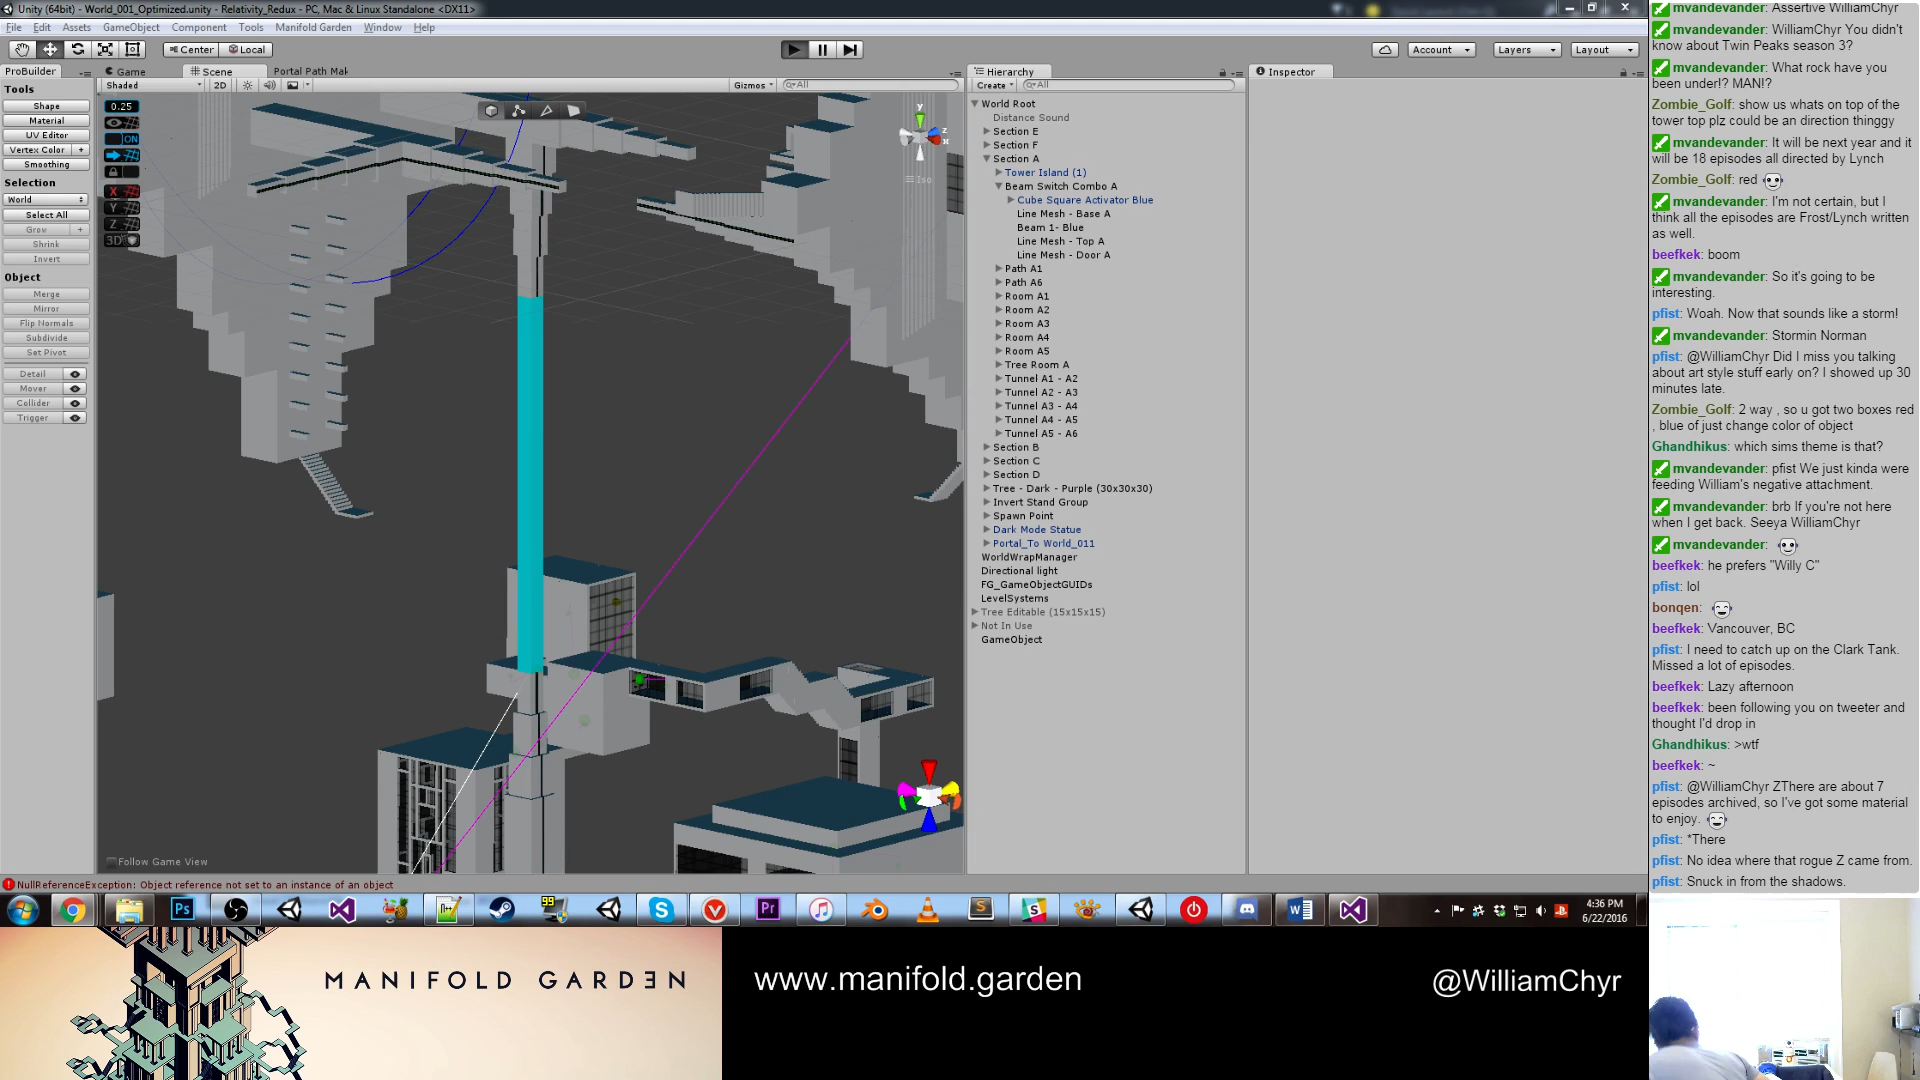 Unity (64bit) - World_001_Optimized.unity - Relativity_Redux - PC, Mac & Linux Standalone <DX11>
File Edit Assets GameObject Component Tools Manifold Garden Window Help
Center Local
Account Layers Layout
ProBuilder
Game
Scene
Portal Path Mak
Hierarchy
Inspector
Shaded 2D Gizmos All
Create All
Tools
Shape
Material
UV Editor
Vertex Color +
Smoothing
Selection
World
Select All
Grow +
Shrink
Invert
Object
Merge
Mirror
Flip Normals
Subdivide
Set Pivot
Detail
Mover
Collider
Trigger
0.25
ON
X
Y
Z
3D
y
z
x
Iso
Follow Game View
World Root
Distance Sound
Section E
Section F
Section A
Tower Island (1)
Beam Switch Combo A
Cube Square Activator Blue
Line Mesh - Base A
Beam 1- Blue
Line Mesh - Top A
Line Mesh - Door A
Path A1
Path A6
Room A1
Room A2
Room A3
Room A4
Room A5
Tree Room A
Tunnel A1 - A2
Tunnel A2 - A3
Tunnel A3 - A4
Tunnel A4 - A5
Tunnel A5 - A6
Section B
Section C
Section D
Tree - Dark - Purple (30x30x30)
Invert Stand Group
Spawn Point
Dark Mode Statue
Portal_To World_011
WorldWrapManager
Directional light
FG_GameObjectGUIDs
LevelSystems
Tree Editable (15x15x15)
Not In Use
GameObject
NullReferenceException: Object reference not set to an instance of an object
4:36 PM
6/22/2016
mvandevander: Assertive WilliamChyr
mvandevander: WilliamChyr You didn't
know about Twin Peaks season 3?
mvandevander: What rock have you
been under!? MAN!?
Zombie_Golf: show us whats on top of the
tower top plz could be an direction thinggy
mvandevander: It will be next year and it
will be 18 episodes all directed by Lynch
Zombie_Golf: red
mvandevander: I'm not certain, but I
think all the episodes are Frost/Lynch written
as well.
beefkek: boom
mvandevander: So it's going to be
interesting.
pfist: Woah. Now that sounds like a storm!
mvandevander: Stormin Norman
pfist: @WilliamChyr Did I miss you talking
about art style stuff early on? I showed up 30
minutes late.
Zombie_Golf: 2 way , so u got two boxes red
, blue of just change color of object
Ghandhikus: which sims theme is that?
mvandevander: pfist We just kinda were
feeding William's negative attachment.
mvandevander: brb If you're not here
when I get back. Seeya WilliamChyr
mvandevander:
beefkek: he prefers "Willy C"
pfist: lol
bonqen:
beefkek: Vancouver, BC
pfist: I need to catch up on the Clark Tank.
Missed a lot of episodes.
beefkek: Lazy afternoon
beefkek: been following you on tweeter and
thought I'd drop in
Ghandhikus: >wtf
beefkek: ~
pfist: @WilliamChyr ZThere are about 7
episodes archived, so I've got some material
to enjoy.
pfist: *There
pfist: No idea where that rogue Z came from.
pfist: Snuck in from the shadows.
MANIFOLD GARDƎN
www.manifold.garden
@WilliamChyr